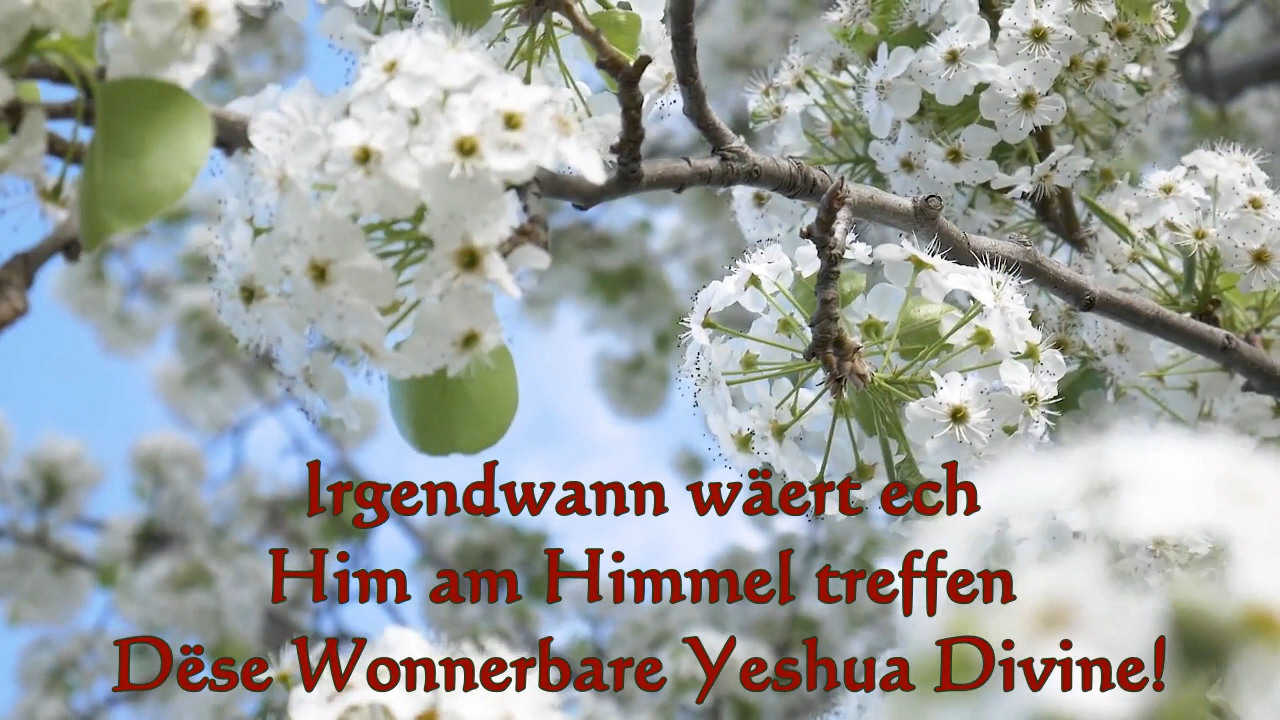 Irgendwann wäert ech
Him am Himmel treffen
Dëse Wonnerbare Yeshua Divine!